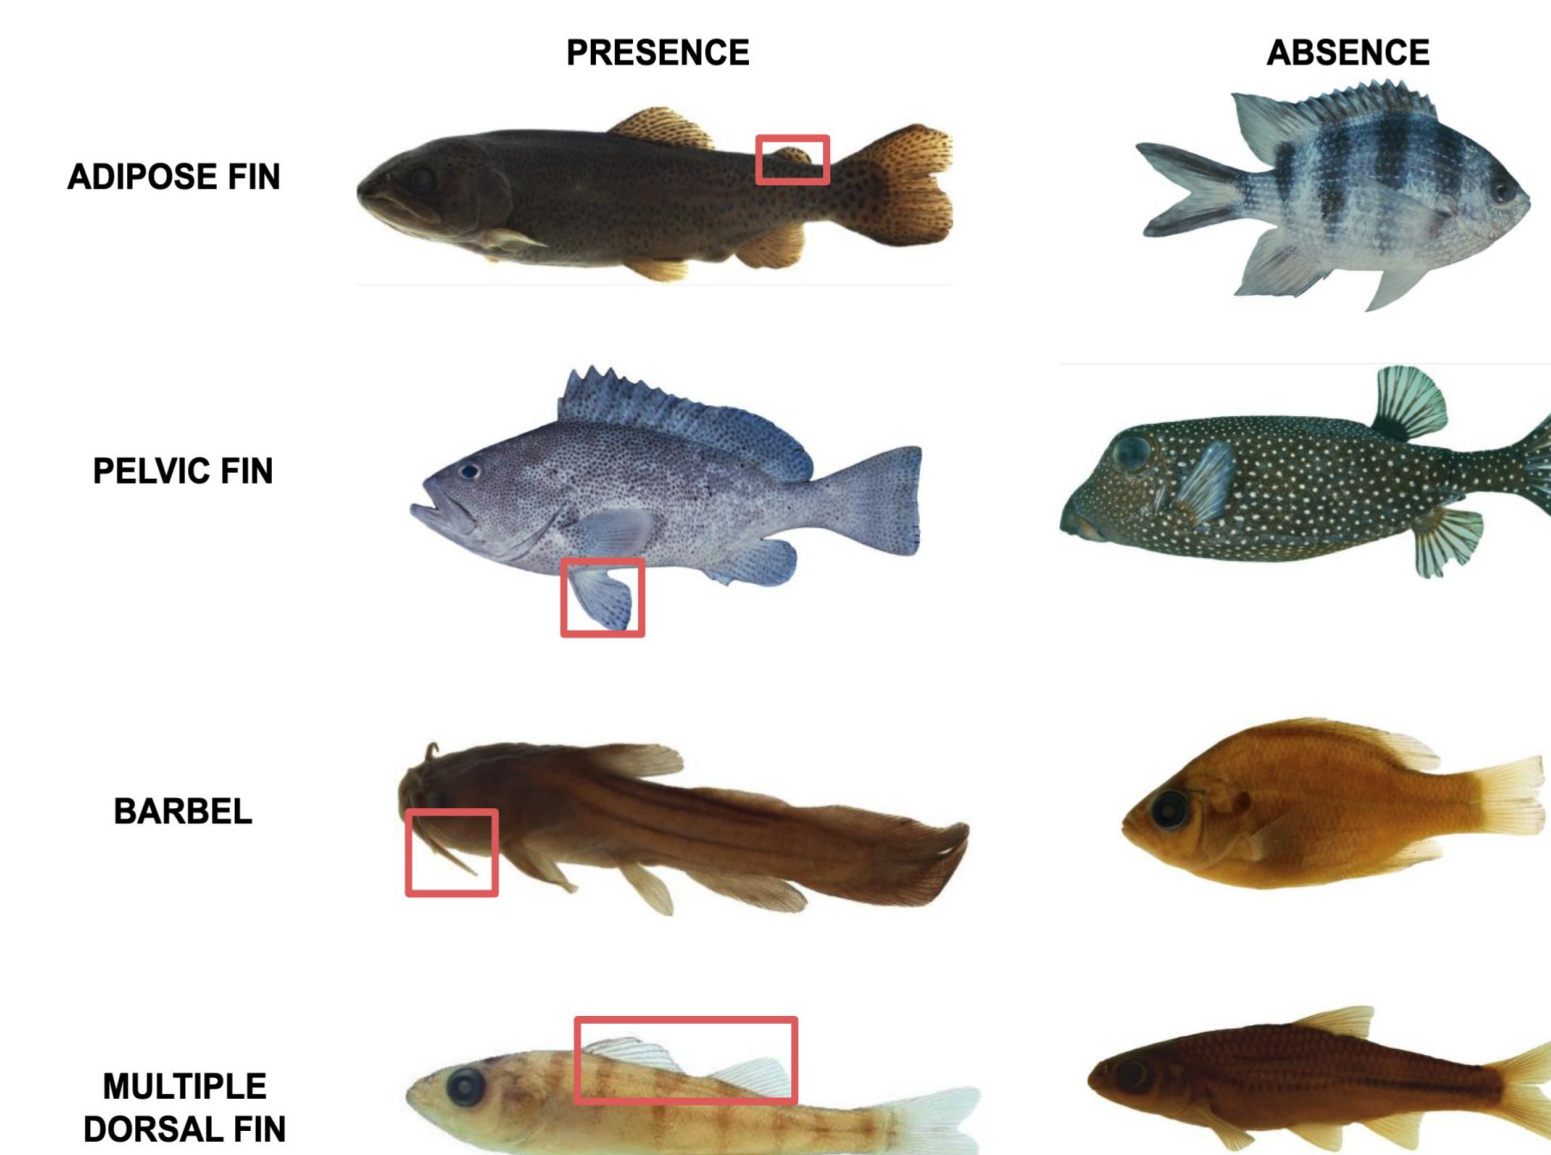 PRESENCE
ABSENCE
ADIPOSE FIN
PELVIC FIN
BARBEL
MULTIPLE
DORSAL FIN